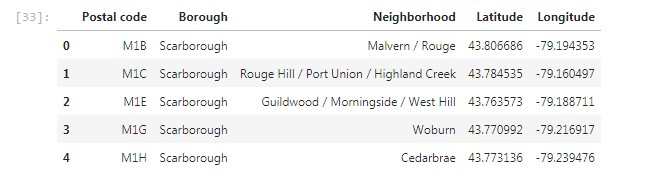 [33]: Postal code Borough Neighborhood Latitude Longitude
0 M1B Scarborough Malvern / Rouge 43.806686 -79.194353
1 M1C Scarborough Rouge Hill / Port Union / Highland Creek 43.784535 -79.160497
2 M1E Scarborough Guildwood / Morningside / West Hill 43.763573 -79.188711
3 M1G Scarborough Woburn 43.770992 -79.216917
4 M1H Scarborough Cedarbrae 43.773136 -79.239476